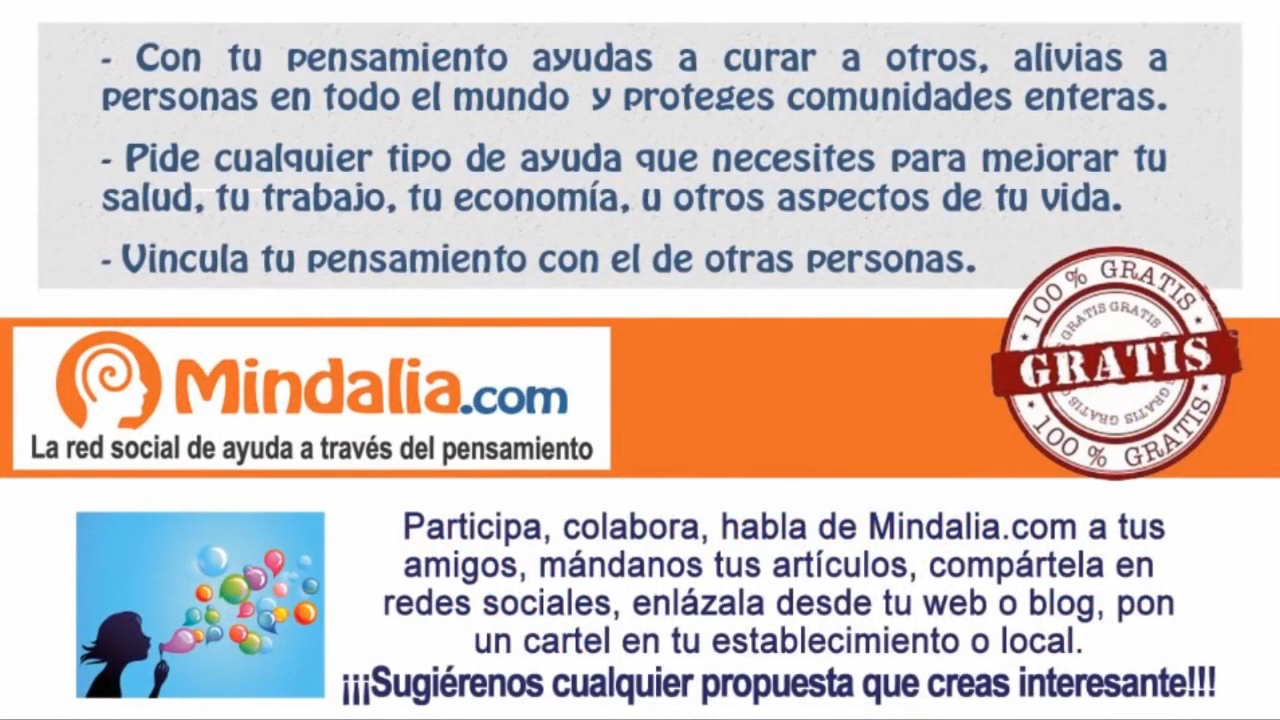 - Con tu pensamiento ayudas a curar a otros, alivias a
personas en todo el mundo y proteges comunidades enteras.
- Pide cualquier tipo de ayuda que necesites para mejorar tu
salud, tu trabajo, tu economía, u otros aspectos de tu vida.
- Vincula tu pensamiento con el de otras personas.
100 % GRATIS
GRATIS GRATIS
GRATIS
GRATIS GRATIS
100 % GRATIS
Mindalia.com
La red social de ayuda a través del pensamiento
Participa, colabora, habla de Mindalia.com a tus
amigos, mándanos tus artículos, compártela en
redes sociales, enlázala desde tu web o blog, pon
un cartel en tu establecimiento o local.
¡¡¡Sugiérenos cualquier propuesta que creas interesante!!!